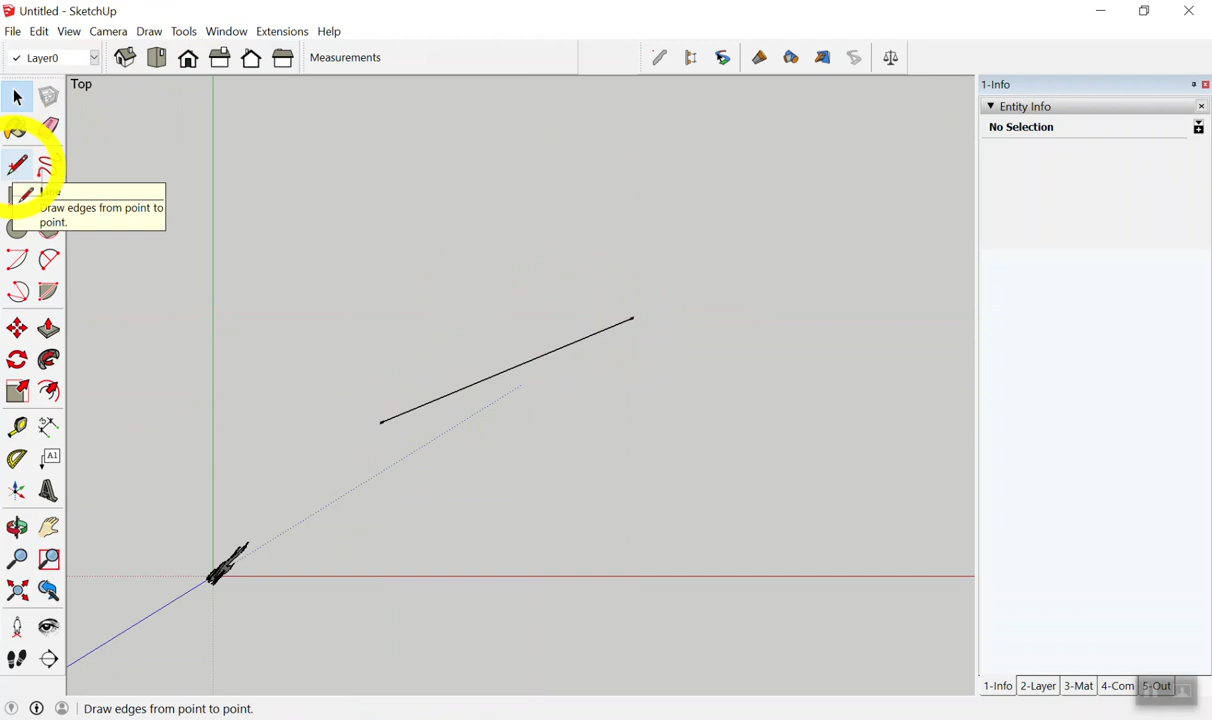 Untitled - SketchUp
File Edit View Camera Draw Tools Window Extensions Help
Layer0
Measurements
Top
1-Info
Entity Info
No Selection
Draw edges from point to
point.
A1
1-Info 2-Layer 3-Mat 4-Com 5-Out
Draw edges from point to point.